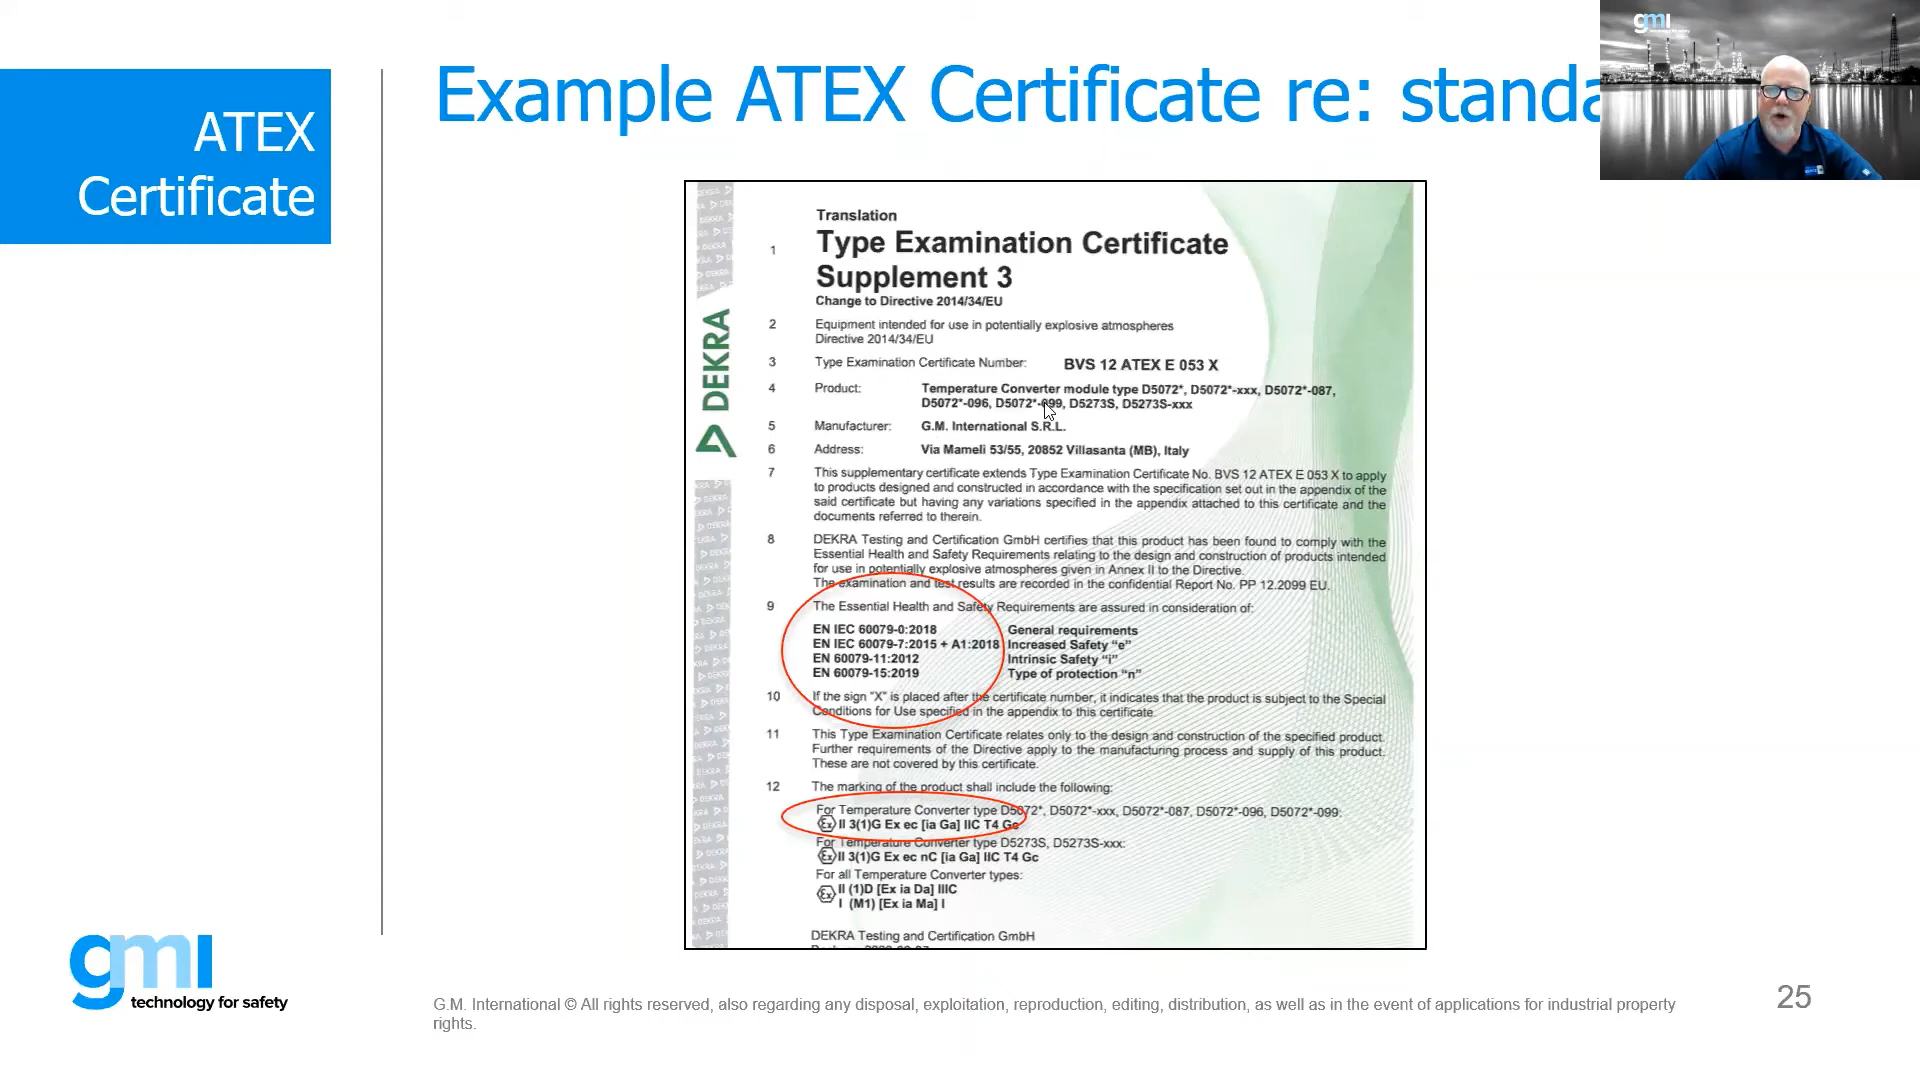 ATEX
Certificate
Example ATEX Certificate re: standa
gmi
Translation
1 Type Examination Certificate
Supplement 3
Change to Directive 2014/34/EU
2 Equipment intended for use in potentially explosive atmospheres
Directive 2014/34/EU
3 Type Examination Certificate Number: BVS 12 ATEX E 053 X
4 Product: Temperature Converter module type D5072*, D5072*-xxx, D5072*-087,
D5072*-096, D5072*-099, D5273S, D5273S-xxx
5 Manufacturer: G.M. International S.R.L.
6 Address: Via Mameli 53/55, 20852 Villasanta (MB), Italy
7 This supplementary certificate extends Type Examination Certificate No. BVS 12 ATEX E 053 X to apply
to products designed and constructed in accordance with the specification set out in the appendix of the
said certificate but having any variations specified in the appendix attached to this certificate and the
documents referred to therein.
8 DEKRA Testing and Certification GmbH certifies that this product has been found to comply with the
Essential Health and Safety Requirements relating to the design and construction of products intended
for use in potentially explosive atmospheres given in Annex II to the Directive.
The examination and test results are recorded in the confidential Report No. PP 12.2099 EU.
9 The Essential Health and Safety Requirements are assured in consideration of:
EN IEC 60079-0:2018 General requirements
EN IEC 60079-7:2015 + A1:2018 Increased Safety “e”
EN 60079-11:2012 Intrinsic Safety “i”
EN 60079-15:2019 Type of protection “n”
10 If the sign “X” is placed after the certificate number, it indicates that the product is subject to the Special
Conditions for Use specified in the appendix to this certificate.
11 This Type Examination Certificate relates only to the design and construction of the specified product.
Further requirements of the Directive apply to the manufacturing process and supply of this product.
These are not covered by this certificate.
12 The marking of the product shall include the following:
For Temperature Converter type D5072*, D5072*-xxx, D5072*-087, D5072*-096, D5072*-099:
Ex II 3(1)G Ex ec [ia Ga] IIC T4 Gc
For Temperature Converter type D5273S, D5273S-xxx:
Ex II 3(1)G Ex ec nC [ia Ga] IIC T4 Gc
For all Temperature Converter types:
Ex II (1)D [Ex ia Da] IIIC
I (M1) [Ex ia Ma] I
DEKRA Testing and Certification GmbH
DEKRA
gmi
technology for safety
G.M. International © All rights reserved, also regarding any disposal, exploitation, reproduction, editing, distribution, as well as in the event of applications for industrial property
rights.
25